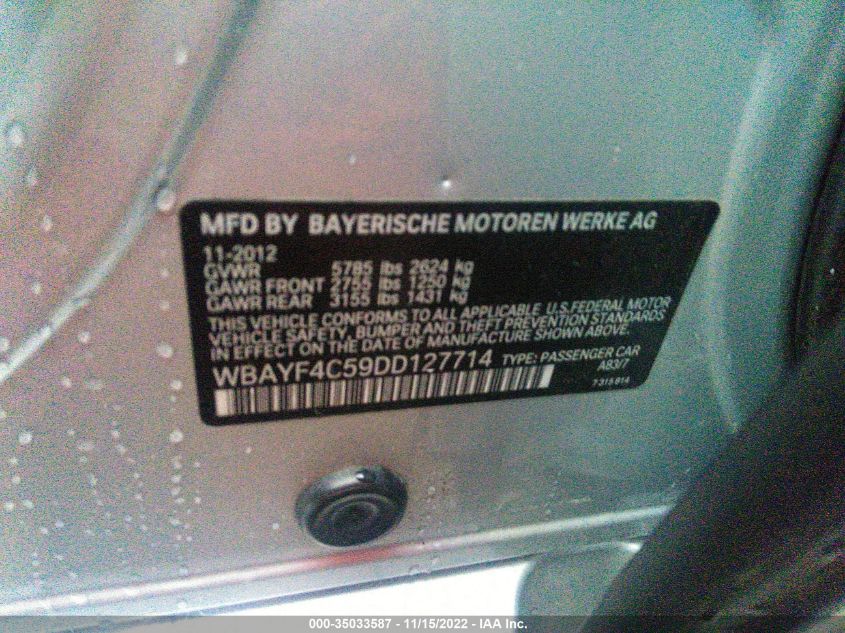 MFD BY BAYERISCHE MOTOREN WERKE AG
11-2012
GVWR 5785 lbs 2624 kg
GAWR FRONT 2755 lbs 1250 kg
GAWR REAR 3155 lbs 1431 kg
THIS VEHICLE CONFORMS TO ALL APPLICABLE U.S.FEDERAL MOTOR
VEHICLE SAFETY, BUMPER AND THEFT PREVENTION STANDARDS
IN EFFECT ON THE DATE OF MANUFACTURE SHOWN ABOVE.
WBAYF4C59DD127714 TYPE: PASSENGER CAR
A83/7
7315814
000-35033587 - 11/15/2022 - IAA Inc.